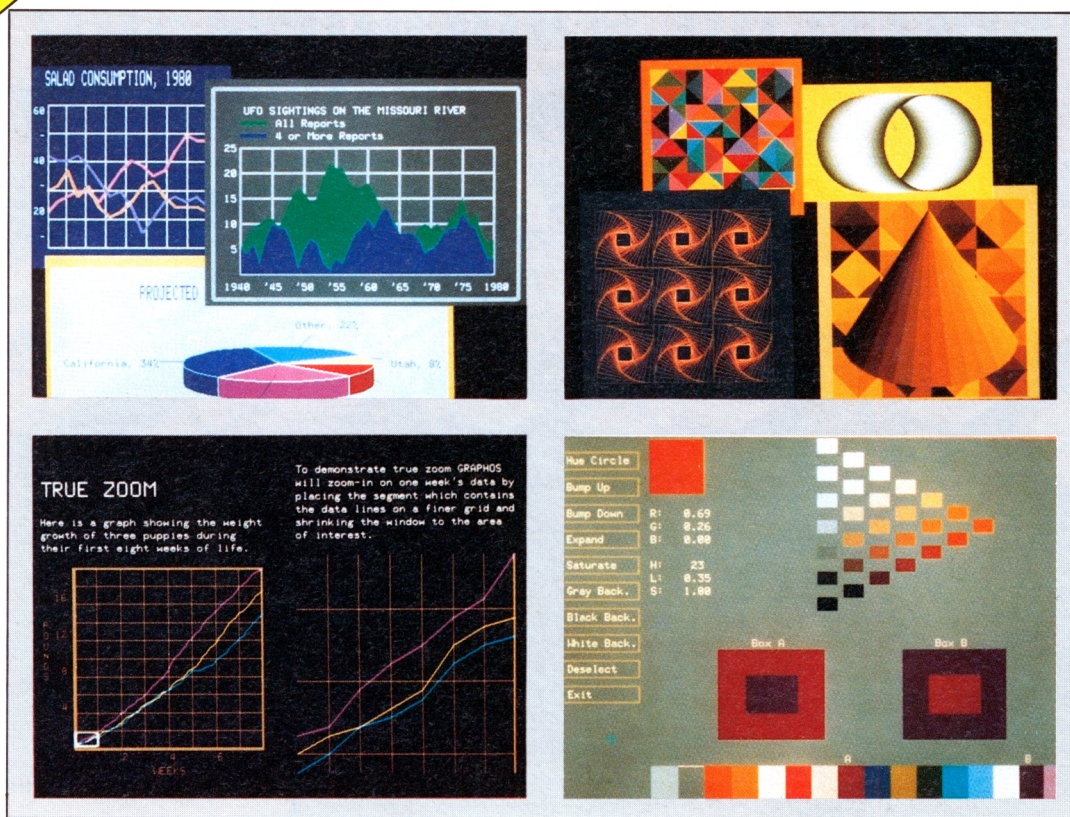 SALAD CONSUMPTION, 1980
60
40
20
UFO SIGHTINGS ON THE MISSOURI RIVER
All Reports
4 or More Reports
25
20
15
10
5
1940 '45 '50 '55 '60 '65 '70 '75 1980
PROJECTED
Other, 22%
California, 34%
Utah, 8%
TRUE ZOOM
Here is a graph showing the weight
growth of three puppies during
their first eight weeks of life.
POUNDS
16
12
8
4
2 4 6
WEEKS
To demonstrate true zoom GRAPHOS
will zoom-in on one week's data by
placing the segment which contains
the data lines on a finer grid and
shrinking the window to the area
of interest.
Hue Circle
Bump Up
Bump Down
Expand
Saturate
Gray Back.
Black Back.
White Back.
Deselect
Exit
R: 0.69
G: 0.26
B: 0.00
H: 23
L: 0.35
S: 1.00
Box A
Box B
A
B